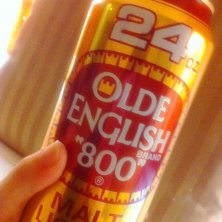 24 OZ
OLDE
ENGLISH
"800"
BRAND
®
MALT